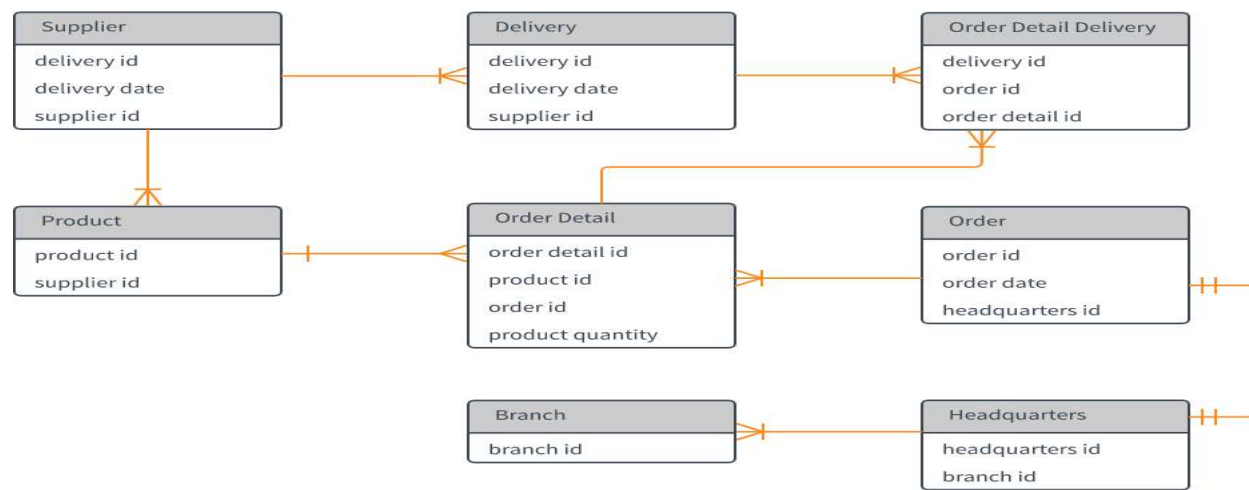 Supplier
delivery id
delivery date
supplier id
Delivery
delivery id
delivery date
supplier id
Order Detail Delivery
delivery id
order id
order detail id
Product
product id
supplier id
Order Detail
order detail id
product id
order id
product quantity
Order
order id
order date
headquarters id
Branch
branch id
Headquarters
headquarters id
branch id